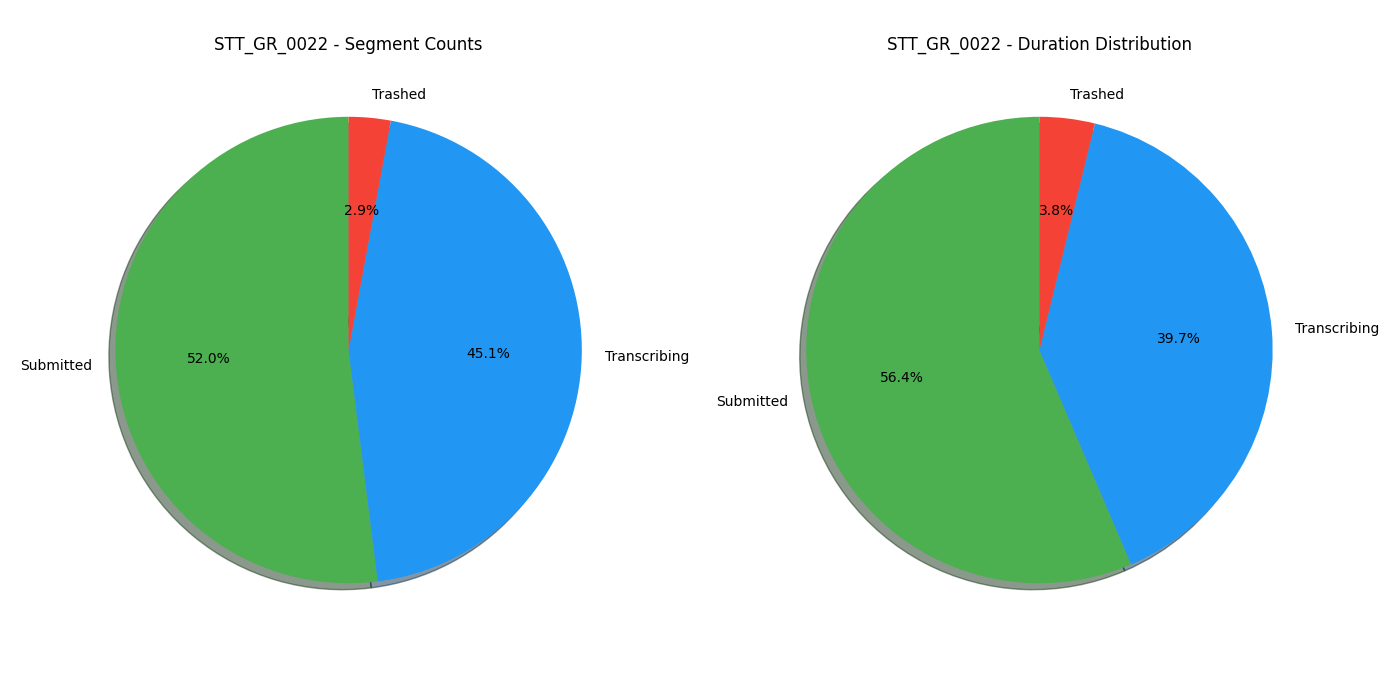 STT_GR_0022 - Segment Counts
Trashed
2.9%
52.0%
45.1%
Submitted
Transcribing
STT_GR_0022 - Duration Distribution
Trashed
3.8%
39.7%
Transcribing
56.4%
Submitted